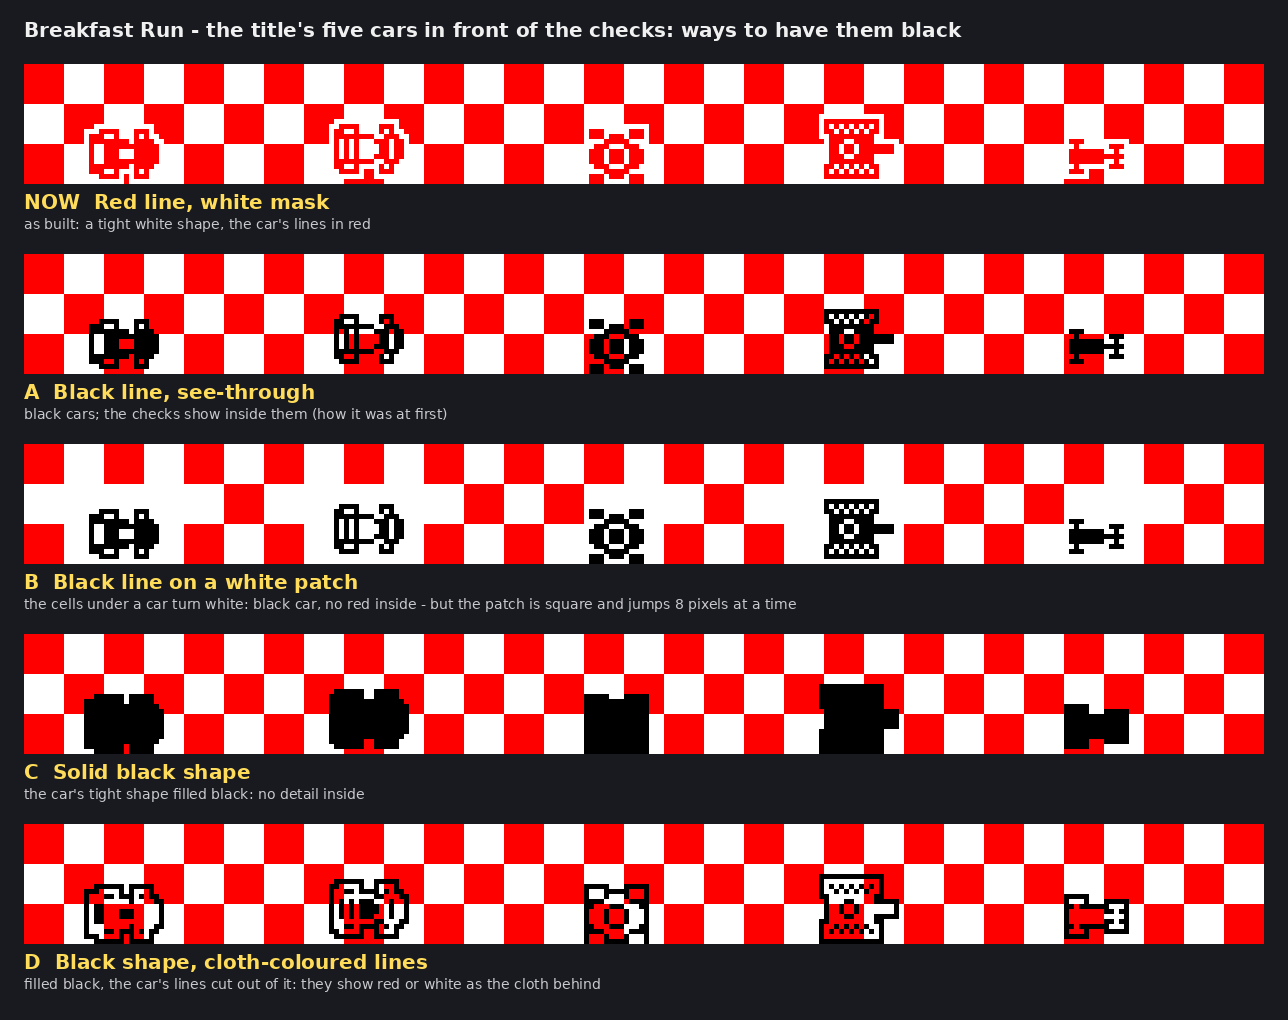 Breakfast Run - the title's five cars in front of the checks: ways to have them black
NOW  Red line, white mask
as built: a tight white shape, the car's lines in red
A  Black line, see-through
black cars; the checks show inside them (how it was at first)
B  Black line on a white patch
the cells under a car turn white: black car, no red inside - but the patch is square and jumps 8 pixels at a time
C  Solid black shape
the car's tight shape filled black: no detail inside
D  Black shape, cloth-coloured lines
filled black, the car's lines cut out of it: they show red or white as the cloth behind